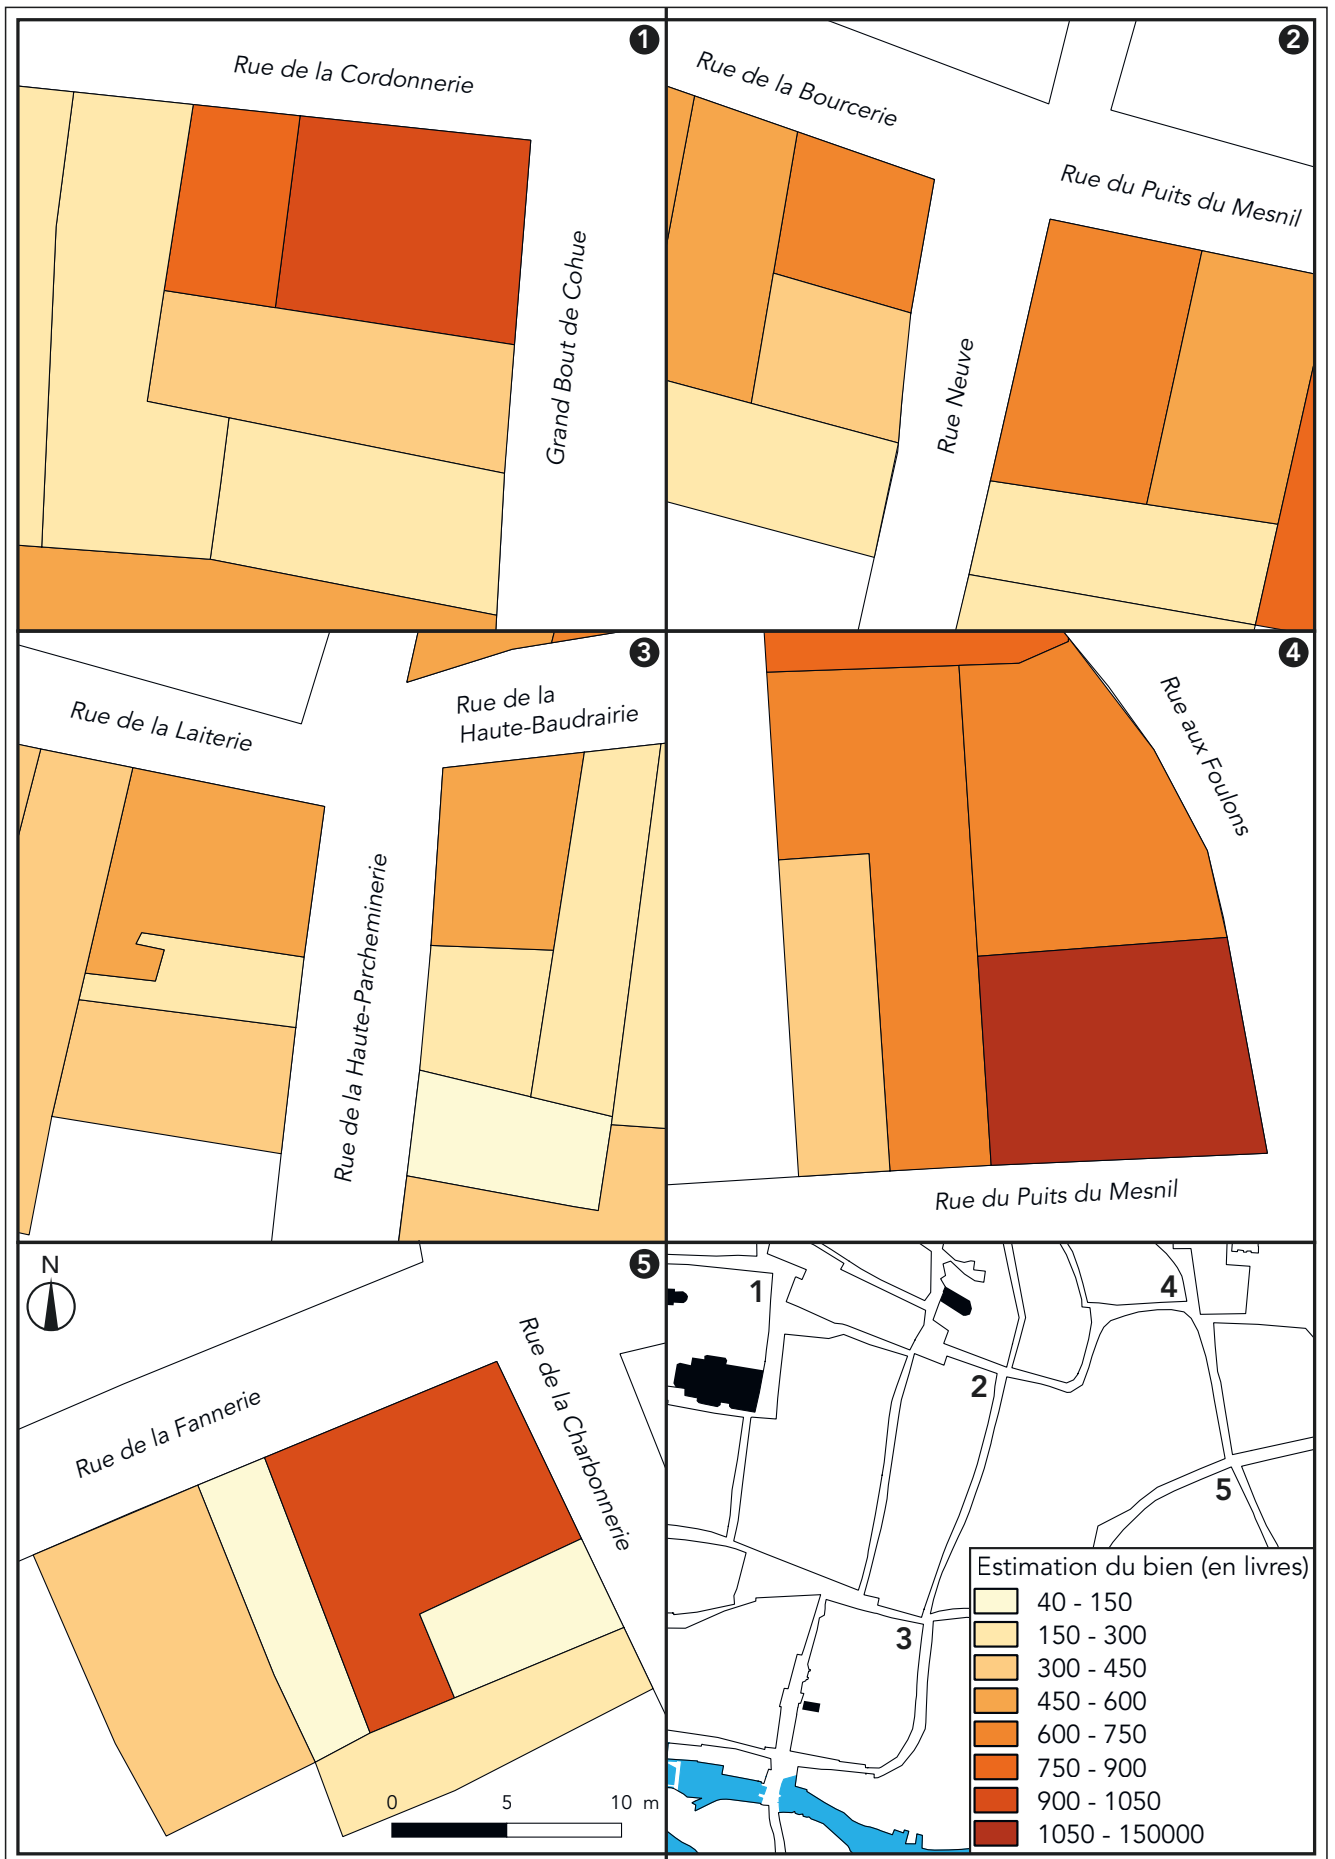 1
Rue de la Cordonnerie
Grand Bout de Cohue
2
Rue de la Bourcerie
Rue du Puits du Mesnil
Rue Neuve
3
Rue de la Laiterie
Rue de la
Haute-Baudrairie
Rue de la Haute-Parcheminerie
4
Rue aux Foulons
Rue du Puits du Mesnil
5
N
Rue de la Fannerie
Rue de la Charbonnerie
0 5 10 m
1
4
2
5
3
Estimation du bien (en livres)
40 - 150
150 - 300
300 - 450
450 - 600
600 - 750
750 - 900
900 - 1050
1050 - 150000